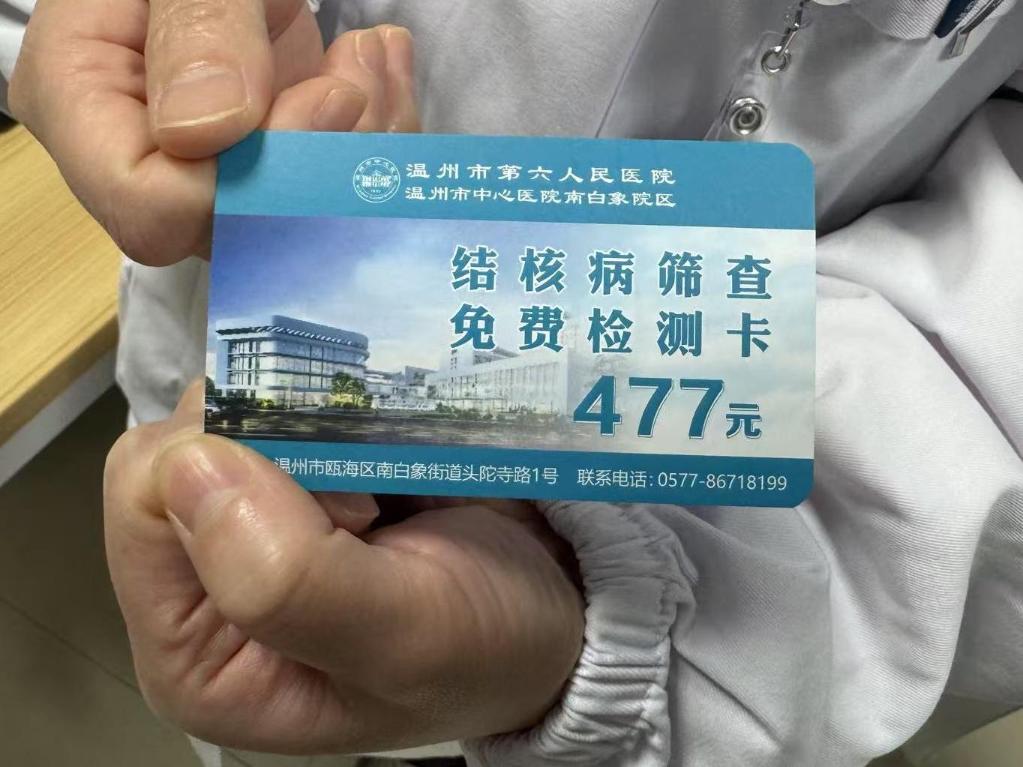 温州市第六人民医院
温州市中心医院南白象院区
结核病筛查
免费检测卡
477元
温州市瓯海区南白象街道头陀寺路1号 联系电话：0577-86718199